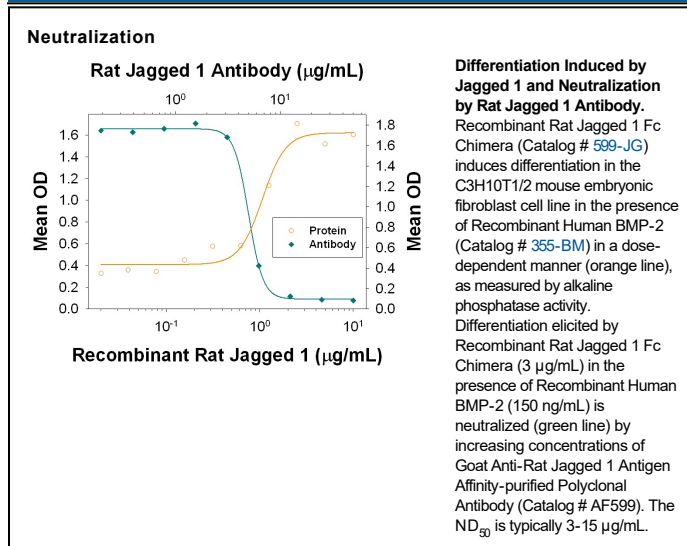 Neutralization
Rat Jagged 1 Antibody (µg/mL)
10⁰ 10¹
1.6
1.4
1.2
1.0
0.8
0.6
0.4
0.2
0.0
Mean OD
Protein
Antibody
1.8
1.6
1.4
1.2
1.0
0.8
0.6
0.4
0.2
0.0
Mean OD
10⁻¹ 10⁰ 10¹
Recombinant Rat Jagged 1 (µg/mL)
Differentiation Induced by
Jagged 1 and Neutralization
by Rat Jagged 1 Antibody.
Recombinant Rat Jagged 1 Fc
Chimera (Catalog # 599-JG)
induces differentiation in the
C3H10T1/2 mouse embryonic
fibroblast cell line in the presence
of Recombinant Human BMP-2
(Catalog # 355-BM) in a dose-
dependent manner (orange line),
as measured by alkaline
phosphatase activity.
Differentiation elicited by
Recombinant Rat Jagged 1 Fc
Chimera (3 µg/mL) in the
presence of Recombinant Human
BMP-2 (150 ng/mL) is
neutralized (green line) by
increasing concentrations of
Goat Anti-Rat Jagged 1 Antigen
Affinity-purified Polyclonal
Antibody (Catalog # AF599). The
ND₅₀ is typically 3-15 µg/mL.